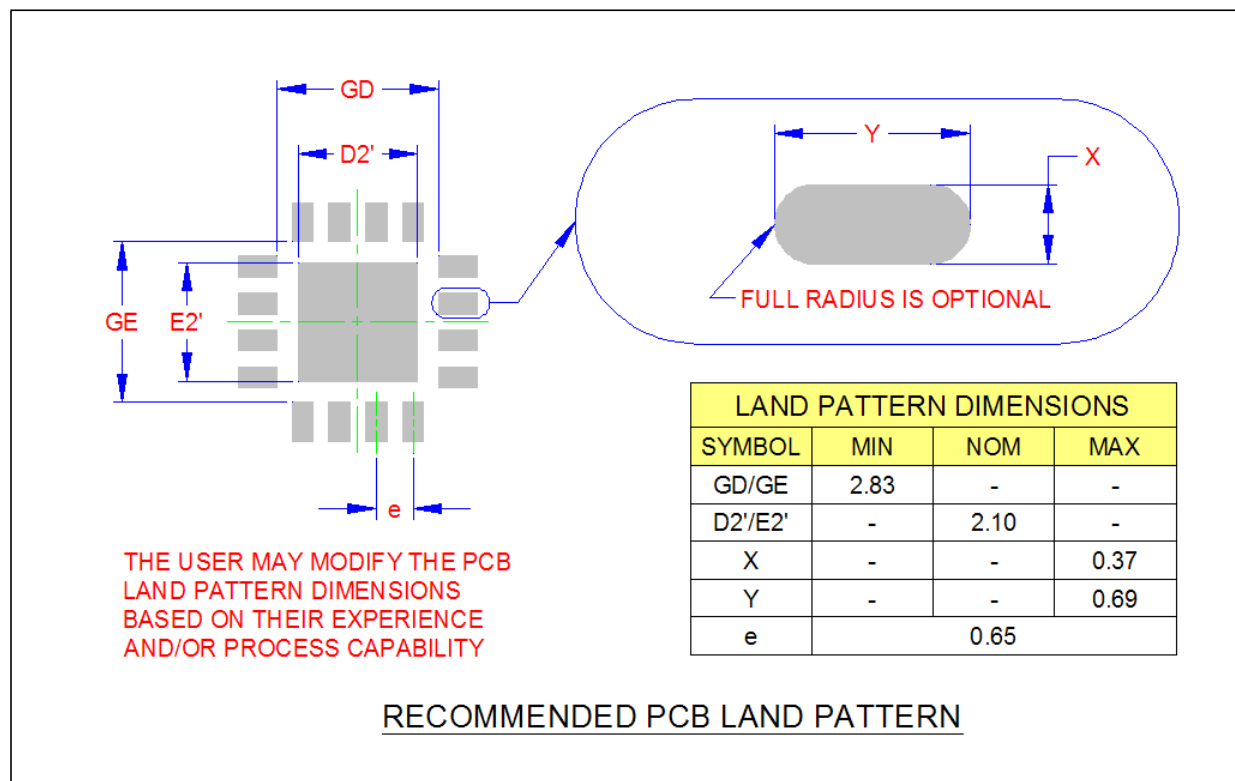 GD
D2'
GE
E2'
e
Y
X
FULL RADIUS IS OPTIONAL
THE USER MAY MODIFY THE PCB
LAND PATTERN DIMENSIONS
BASED ON THEIR EXPERIENCE
AND/OR PROCESS CAPABILITY
LAND PATTERN DIMENSIONS
SYMBOL MIN NOM MAX
GD/GE 2.83 - -
D2'/E2' - 2.10 -
X - - 0.37
Y - - 0.69
e 0.65
RECOMMENDED PCB LAND PATTERN